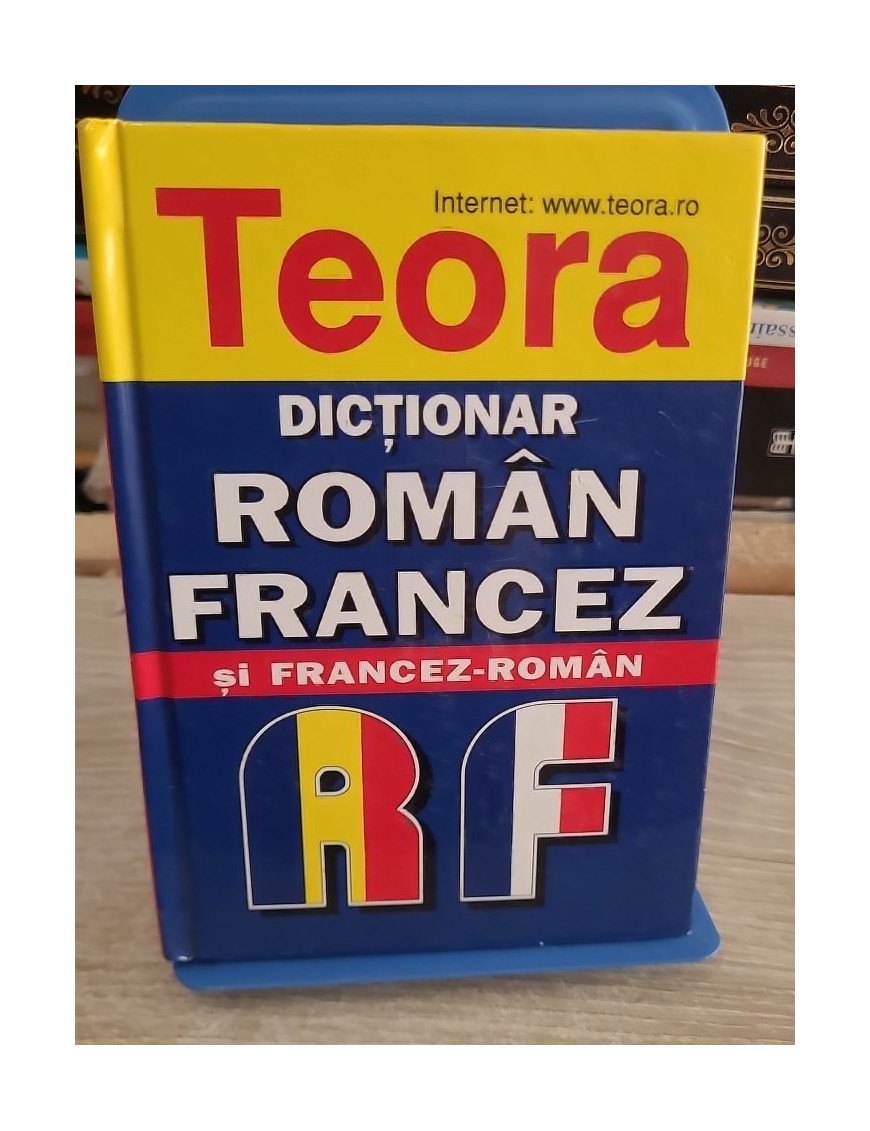 Internet: www.teora.ro
Teora
DICȚIONAR
ROMÂN
FRANCEZ
și FRANCEZ-ROMÂN
RF